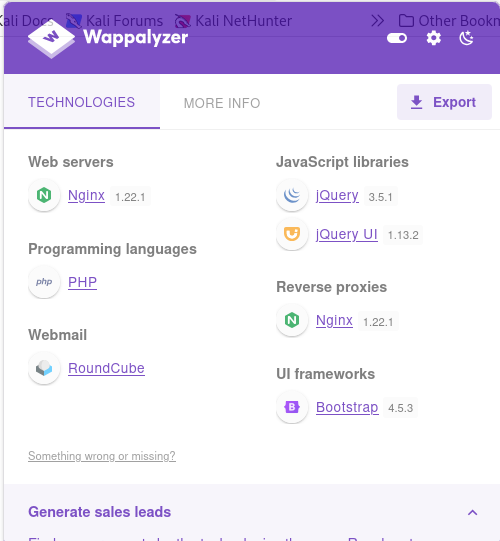 Kali Docs Kali Forums Kali NetHunter Other Bookm
Wappalyzer
TECHNOLOGIES MORE INFO Export
Web servers
Nginx 1.22.1
Programming languages
php PHP
Webmail
RoundCube
JavaScript libraries
jQuery 3.5.1
jQuery UI 1.13.2
Reverse proxies
Nginx 1.22.1
UI frameworks
Bootstrap 4.5.3
Something wrong or missing?
Generate sales leads